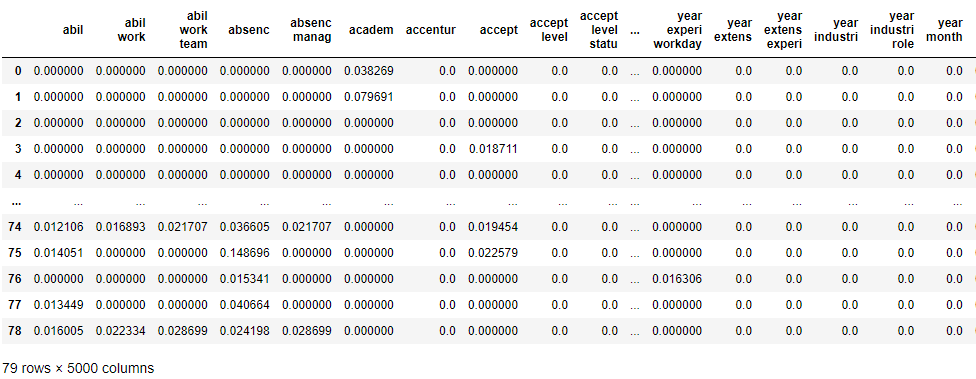 abil abil work abil work team absenc absenc manag academ accentur accept accept level accept level statu ... year experi workday year extens year extens experi year industri year industri role year month
0 0.000000 0.000000 0.000000 0.000000 0.000000 0.038269 0.0 0.000000 0.0 0.0 ... 0.000000 0.0 0.0 0.0 0.0 0.0
1 0.000000 0.000000 0.000000 0.000000 0.000000 0.079691 0.0 0.000000 0.0 0.0 ... 0.000000 0.0 0.0 0.0 0.0 0.0
2 0.000000 0.000000 0.000000 0.000000 0.000000 0.000000 0.0 0.000000 0.0 0.0 ... 0.000000 0.0 0.0 0.0 0.0 0.0
3 0.000000 0.000000 0.000000 0.000000 0.000000 0.000000 0.0 0.018711 0.0 0.0 ... 0.000000 0.0 0.0 0.0 0.0 0.0
4 0.000000 0.000000 0.000000 0.000000 0.000000 0.000000 0.0 0.000000 0.0 0.0 ... 0.000000 0.0 0.0 0.0 0.0 0.0
... ... ... ... ... ... ... ... ... ... ... ... ... ... ... ... ... ...
74 0.012106 0.016893 0.021707 0.036605 0.021707 0.000000 0.0 0.019454 0.0 0.0 ... 0.000000 0.0 0.0 0.0 0.0 0.0
75 0.014051 0.000000 0.000000 0.148696 0.000000 0.000000 0.0 0.022579 0.0 0.0 ... 0.000000 0.0 0.0 0.0 0.0 0.0
76 0.000000 0.000000 0.000000 0.015341 0.000000 0.000000 0.0 0.000000 0.0 0.0 ... 0.016306 0.0 0.0 0.0 0.0 0.0
77 0.013449 0.000000 0.000000 0.040664 0.000000 0.000000 0.0 0.000000 0.0 0.0 ... 0.000000 0.0 0.0 0.0 0.0 0.0
78 0.016005 0.022334 0.028699 0.024198 0.028699 0.000000 0.0 0.000000 0.0 0.0 ... 0.000000 0.0 0.0 0.0 0.0 0.0
79 rows × 5000 columns